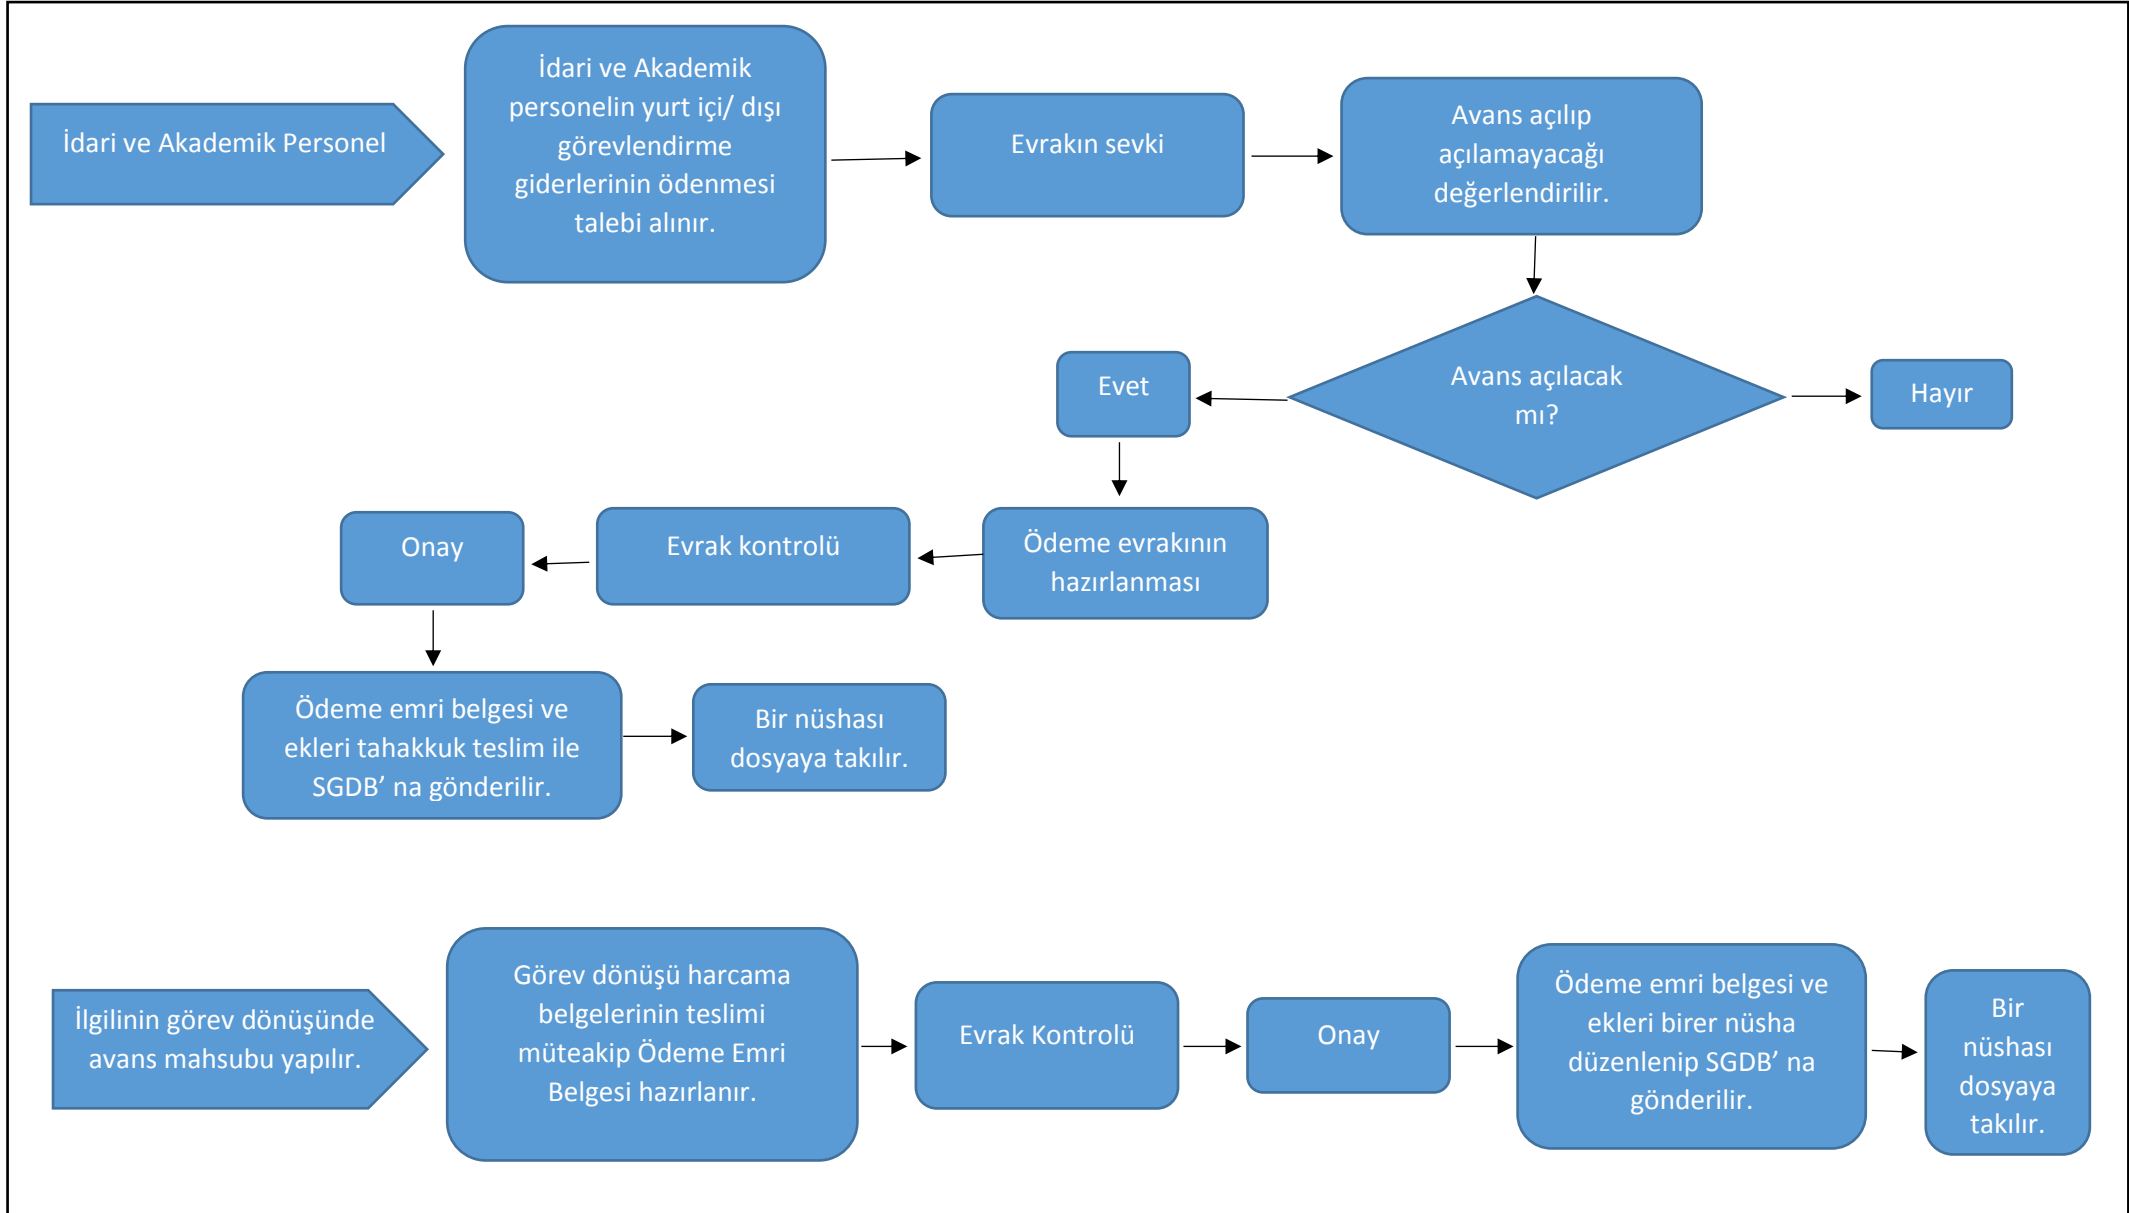 İdari ve Akademik Personel
İdari ve Akademik
personelin yurt içi/ dışı
görevlendirme
giderlerinin ödenmesi
talebi alınır.
Evrakın sevki
Avans açılıp
açılamayacağı
değerlendirilir.
Avans açılacak
mı?
Evet
Hayır
Ödeme evrakının
hazırlanması
Evrak kontrolü
Onay
Ödeme emri belgesi ve
ekleri tahakkuk teslim ile
SGDB’ na gönderilir.
Bir nüshası
dosyaya takılır.
İlgilinin görev dönüşünde
avans mahsubu yapılır.
Görev dönüşü harcama
belgelerinin teslimi
müteakip Ödeme Emri
Belgesi hazırlanır.
Evrak Kontrolü
Onay
Ödeme emri belgesi ve
ekleri birer nüsha
düzenlenip SGDB’ na
gönderilir.
Bir
nüshası
dosyaya
takılır.